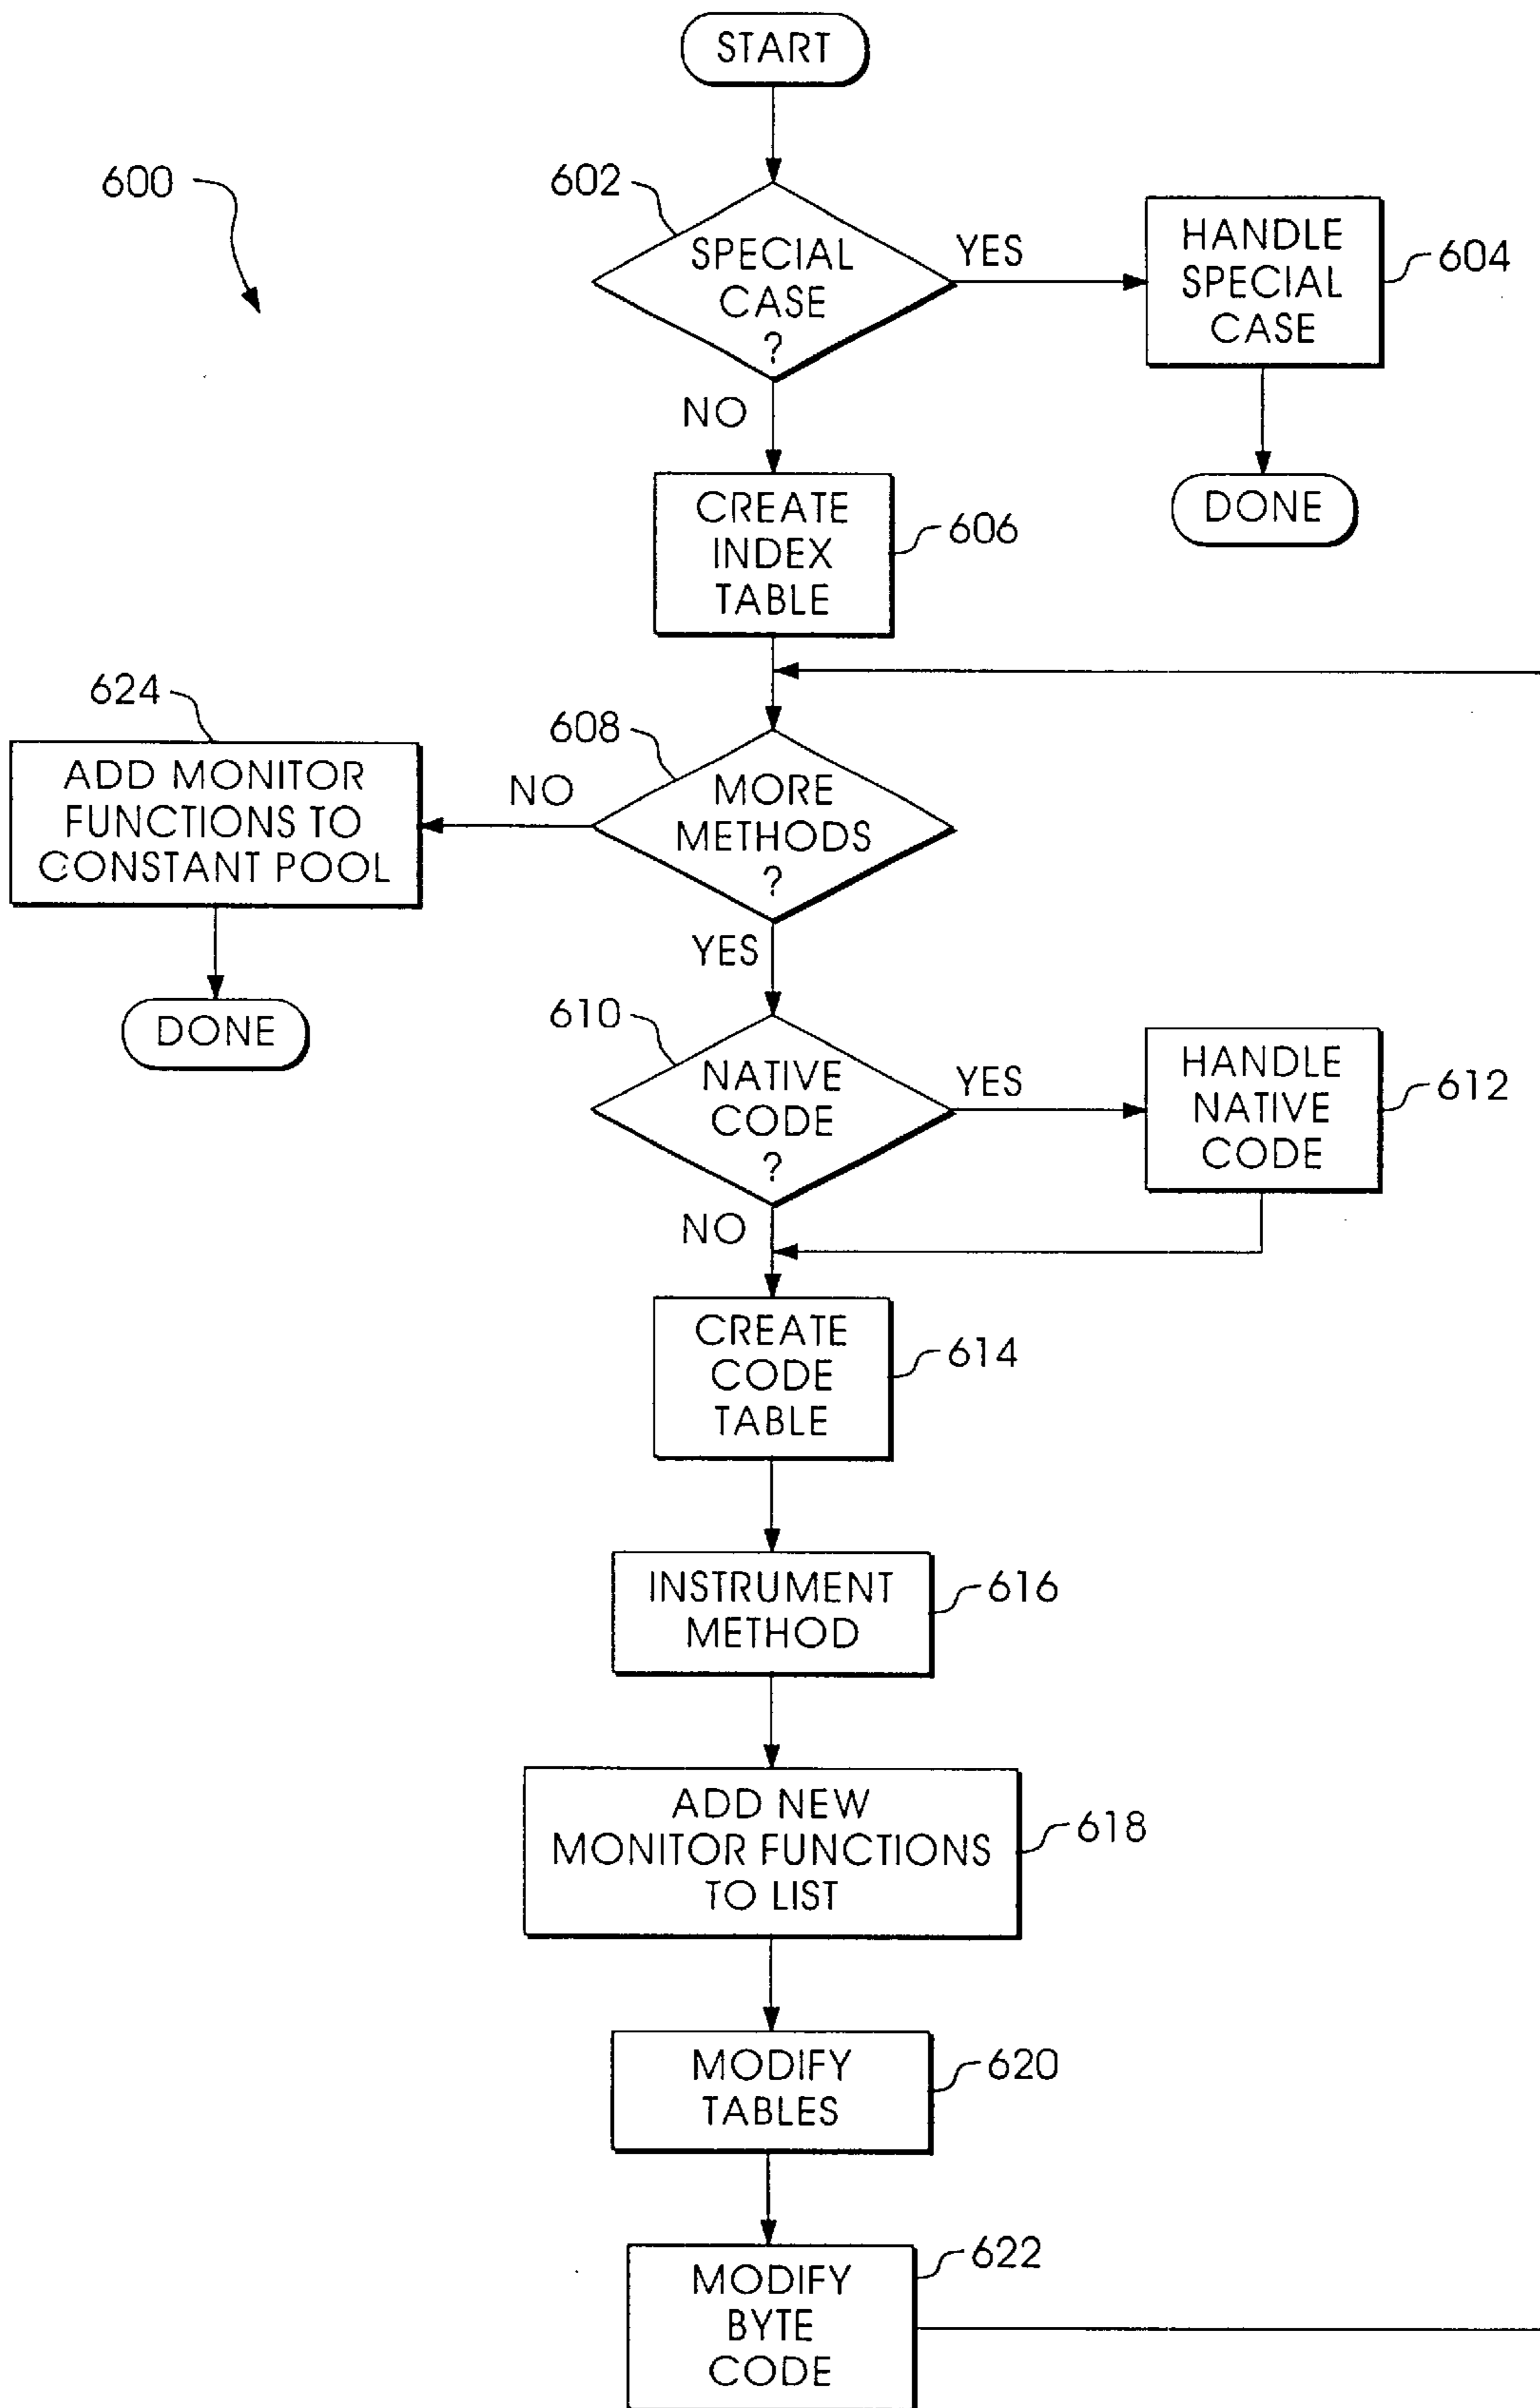 START
600
602
SPECIAL
CASE
?
YES
HANDLE
SPECIAL
CASE
604
NO
DONE
CREATE
INDEX
TABLE
606
624
ADD MONITOR
FUNCTIONS TO
CONSTANT POOL
NO
608
MORE
METHODS
?
DONE
YES
610
NATIVE
CODE
?
YES
HANDLE
NATIVE
CODE
612
NO
CREATE
CODE
TABLE
614
INSTRUMENT
METHOD
616
ADD NEW
MONITOR FUNCTIONS
TO LIST
618
MODIFY
TABLES
620
MODIFY
BYTE
CODE
622